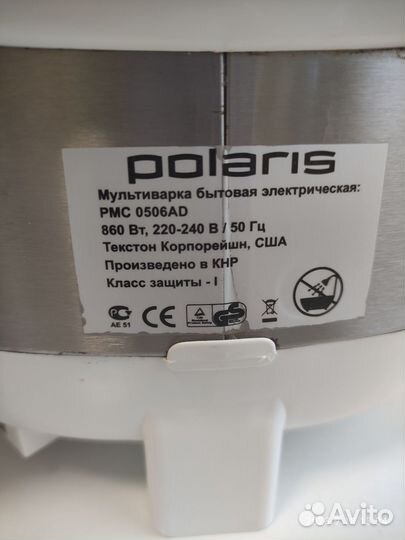 polaris
Мультиварка бытовая электрическая:
PMC 0506AD
860 Вт, 220-240 В / 50 Гц
Текстон Корпорейшн, США
Произведено в КНР
Класс защиты - I
АЕ 51
CE
Avito